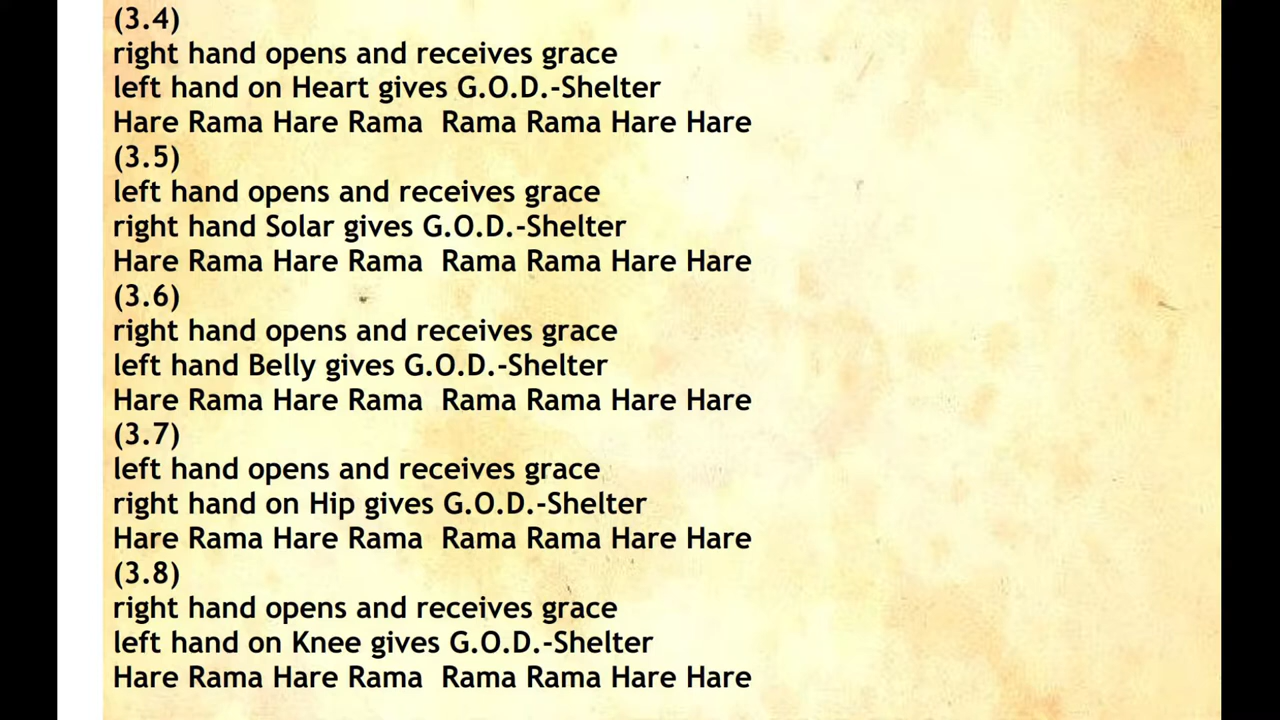 (3.4)
right hand opens and receives grace
left hand on Heart gives G.O.D.-Shelter
Hare Rama Hare Rama  Rama Rama Hare Hare
(3.5)
left hand opens and receives grace
right hand Solar gives G.O.D.-Shelter
Hare Rama Hare Rama  Rama Rama Hare Hare
(3.6)
right hand opens and receives grace
left hand Belly gives G.O.D.-Shelter
Hare Rama Hare Rama  Rama Rama Hare Hare
(3.7)
left hand opens and receives grace
right hand on Hip gives G.O.D.-Shelter
Hare Rama Hare Rama  Rama Rama Hare Hare
(3.8)
right hand opens and receives grace
left hand on Knee gives G.O.D.-Shelter
Hare Rama Hare Rama  Rama Rama Hare Hare